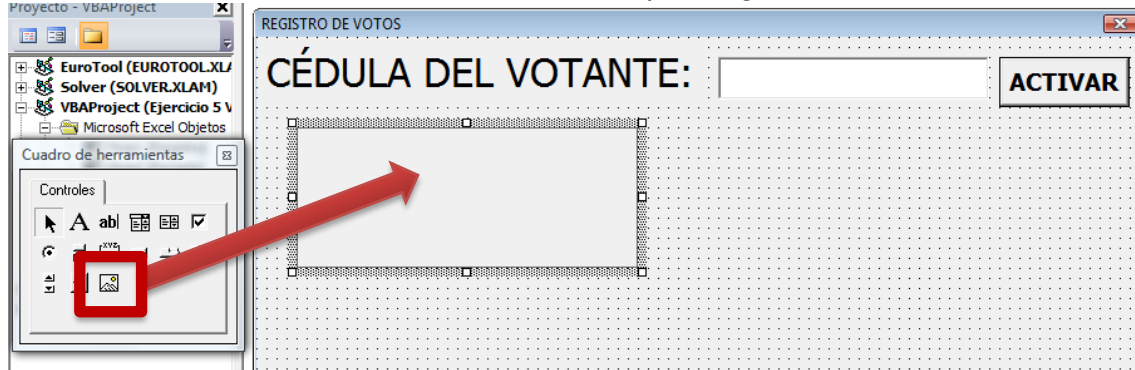 Proyecto - VBAProject
EuroTool (EUROTOOL.XLA
Solver (SOLVER.XLAM)
VBAProject (Ejercicio 5 V
Microsoft Excel Objetos
Cuadro de herramientas
Controles
A ab|
XYZ
REGISTRO DE VOTOS
CÉDULA DEL VOTANTE:
ACTIVAR